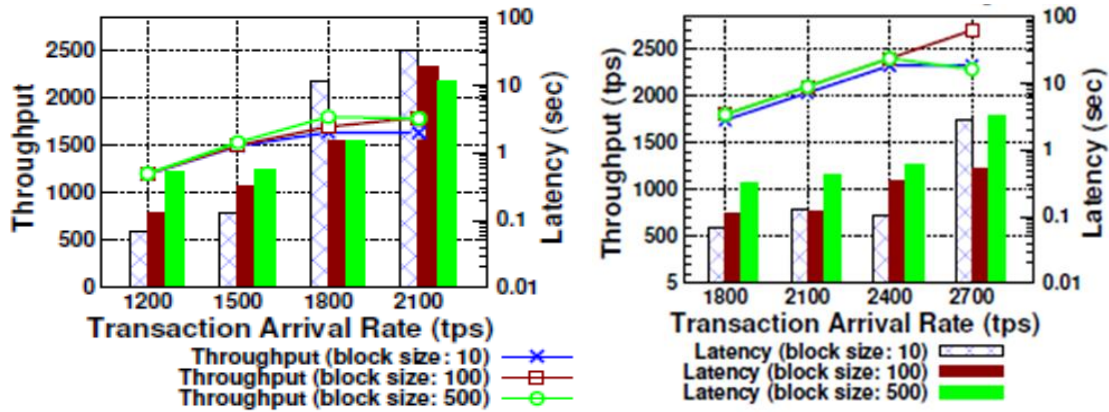 Throughput
2500
2000
1500
1000
500
0
100
10
1
0.1
0.01
Latency (sec)
1200 1500 1800 2100
Transaction Arrival Rate (tps)
Throughput (block size: 10)
Throughput (block size: 100)
Throughput (block size: 500)
Throughput (tps)
2500
2000
1500
1000
500
5
100
10
1
0.1
0.01
Latency (sec)
1800 2100 2400 2700
Transaction Arrival Rate (tps)
Latency (block size: 10)
Latency (block size: 100)
Latency (block size: 500)